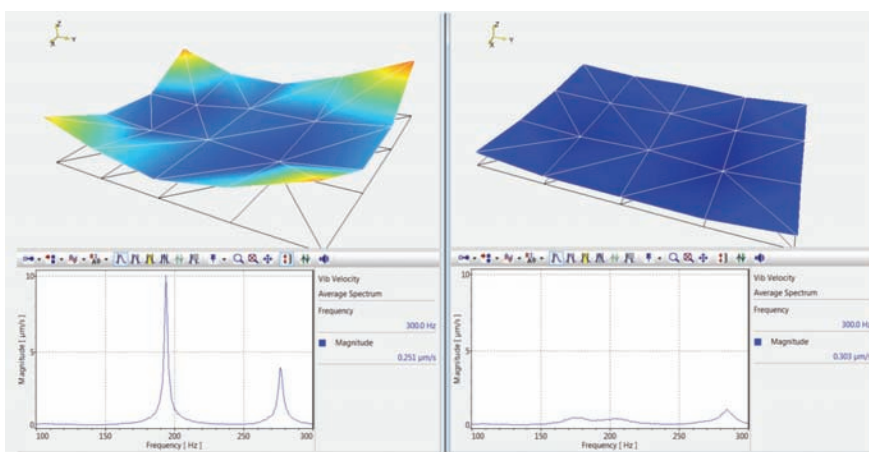 Z
X
Y
Z
X
Y
10
5
0
Magnitude [ µm/s ]
100
150
200
250
300
Frequency [ Hz ]
Vib Velocity
Average Spectrum
Frequency
300.0 Hz
Magnitude
0.251 µm/s
10
5
0
Magnitude [ µm/s ]
100
150
200
250
300
Frequency [ Hz ]
Vib Velocity
Average Spectrum
Frequency
300.0 Hz
Magnitude
0.303 µm/s